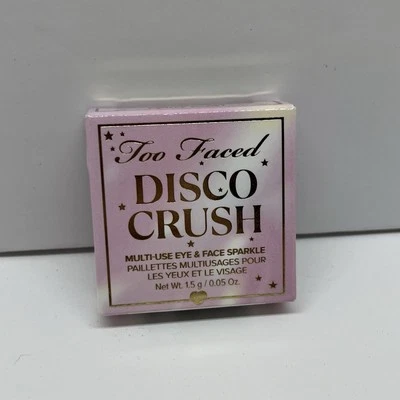 Too Faced
DISCO
CRUSH
MULTI-USE EYE & FACE SPARKLE
PAILLETTES MULTIUSAGES POUR
LES YEUX ET LE VISAGE
Net Wt. 1.5 g / 0.05 Oz.